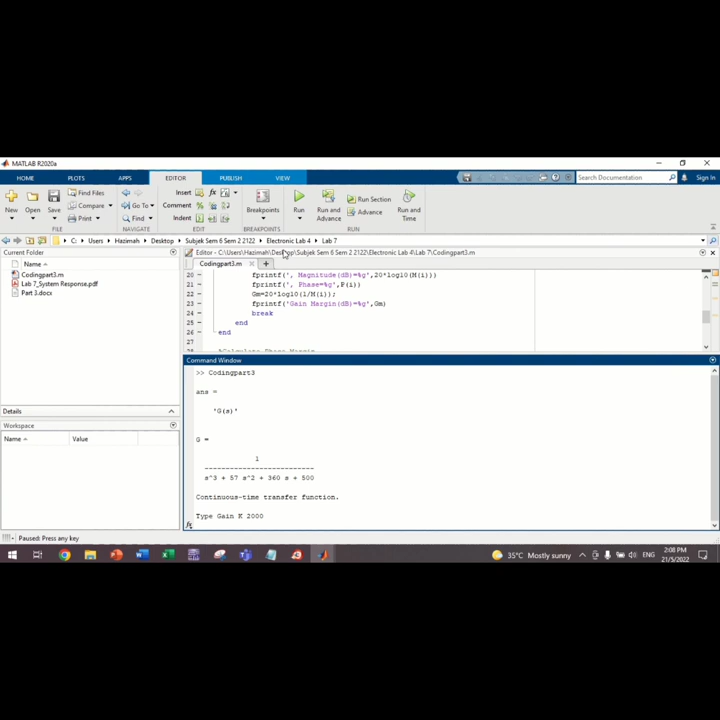 MATLAB R2020a
HOME PLOTS APPS EDITOR PUBLISH VIEW Search Documentation Sign In
New Open Save Find Files Compare Print Go To Find Insert Comment Indent fx Breakpoints Run Run and Advance Run Section Advance Run and Time
FILE NAVIGATE EDIT BREAKPOINTS RUN
C: Users Hazimah Desktop Subjek Sem 6 Sem 2 2122 Electronic Lab 4 Lab 7
Current Folder
Name
Codingpart3.m
Lab 7_System Response.pdf
Part 3.docx
Details
Workspace
Name Value
Editor - C:\Users\Hazimah\Desktop\Subjek Sem 6 Sem 2 2122\Electronic Lab 4\Lab 7\Codingpart3.m
Codingpart3.m
20 fprintf(', Magnitude(dB)=%g',20*log10(M(i)))
21 fprintf(', Phase=%g',P(i))
22 Gm=20*log10(1/M(i));
23 fprintf('Gain Margin(dB)=%g',Gm)
24 break
25 end
26 end
27
28
Command Window
>> Codingpart3
ans =
'G(s)'
G =
1
-------------------------
s^3 + 57 s^2 + 360 s + 500
Continuous-time transfer function.
Type Gain K 2000
fx
Paused: Press any key
35°C Mostly sunny ENG 2:08 PM
21/5/2022